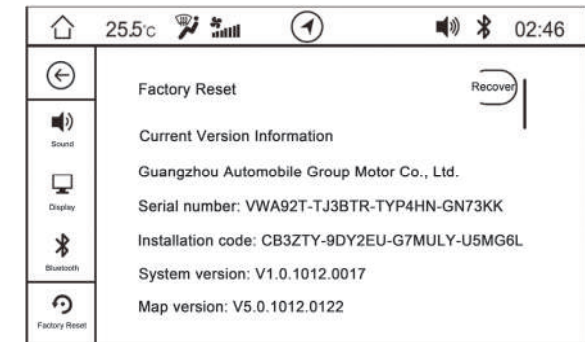 25.5°C 02:46
Factory Reset
Recover
Sound
Current Version Information
Guangzhou Automobile Group Motor Co., Ltd.
Display
Serial number: VWA92T-TJ3BTR-TYP4HN-GN73KK
Bluetooth
Installation code: CB3ZTY-9DY2EU-G7MULY-U5MG6L
System version: V1.0.1012.0017
Factory Reset
Map version: V5.0.1012.0122